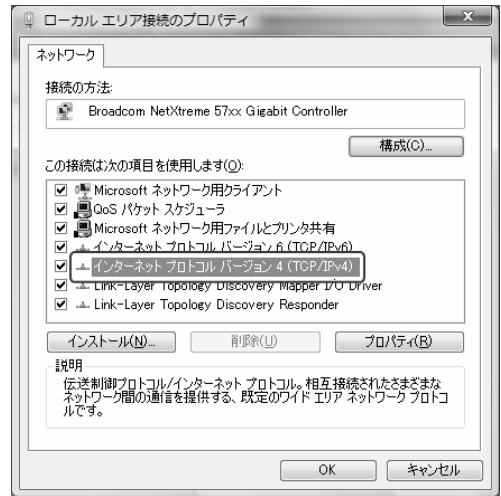 ローカル エリア接続のプロパティ
ネットワーク
接続の方法:
Broadcom NetXtreme 57xx Gigabit Controller
構成(C)...
この接続は次の項目を使用します(O):
Microsoft ネットワーク用クライアント
QoS パケット スケジューラ
Microsoft ネットワーク用ファイルとプリンタ共有
インターネット プロトコル バージョン 6 (TCP/IPv6)
インターネット プロトコル バージョン 4 (TCP/IPv4)
Link-Layer Topology Discovery Mapper I/O Driver
Link-Layer Topology Discovery Responder
インストール(N)... 削除(U) プロパティ(R)
説明
伝送制御プロトコル/インターネット プロトコル。相互接続されたさまざまな
ネットワーク間の通信を提供する、既定のワイド エリア ネットワーク プロトコ
ルです。
OK キャンセル